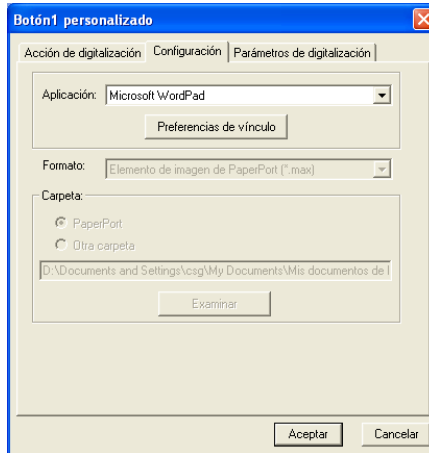 Botón1 personalizado
Acción de digitalización Configuración Parámetros de digitalización
Aplicación: Microsoft WordPad
Preferencias de vínculo
Formato: Elemento de imagen de PaperPort (*.max)
Carpeta:
PaperPort
Otra carpeta
D:\Documents and Settings\csg\My Documents\Mis documentos de I
Examinar
Aceptar Cancelar